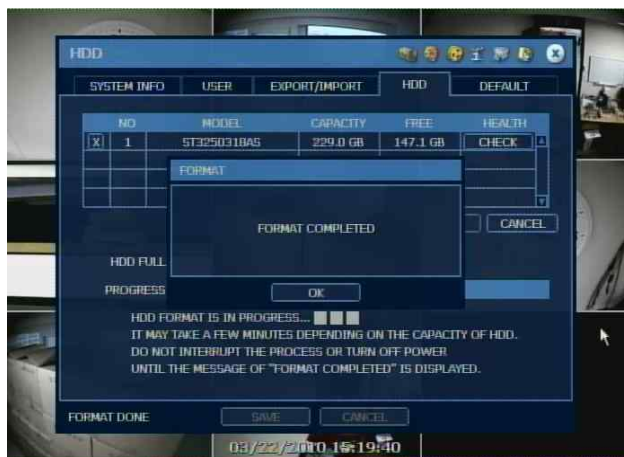 HDD
SYSTEM INFO USER EXPORT/IMPORT HDD DEFAULT
NO MODEL CAPACITY FREE HEALTH
X 1 ST3250318AS 229.0 GB 147.1 GB CHECK
FORMAT
FORMAT COMPLETED
CANCEL
HDD FULL
PROGRESS
OK
HDD FORMAT IS IN PROGRESS...
IT MAY TAKE A FEW MINUTES DEPENDING ON THE CAPACITY OF HDD.
DO NOT INTERRUPT THE PROCESS OR TURN OFF POWER
UNTIL THE MESSAGE OF "FORMAT COMPLETED" IS DISPLAYED.
FORMAT DONE SAVE CANCEL
03/22/2010 15:19:40